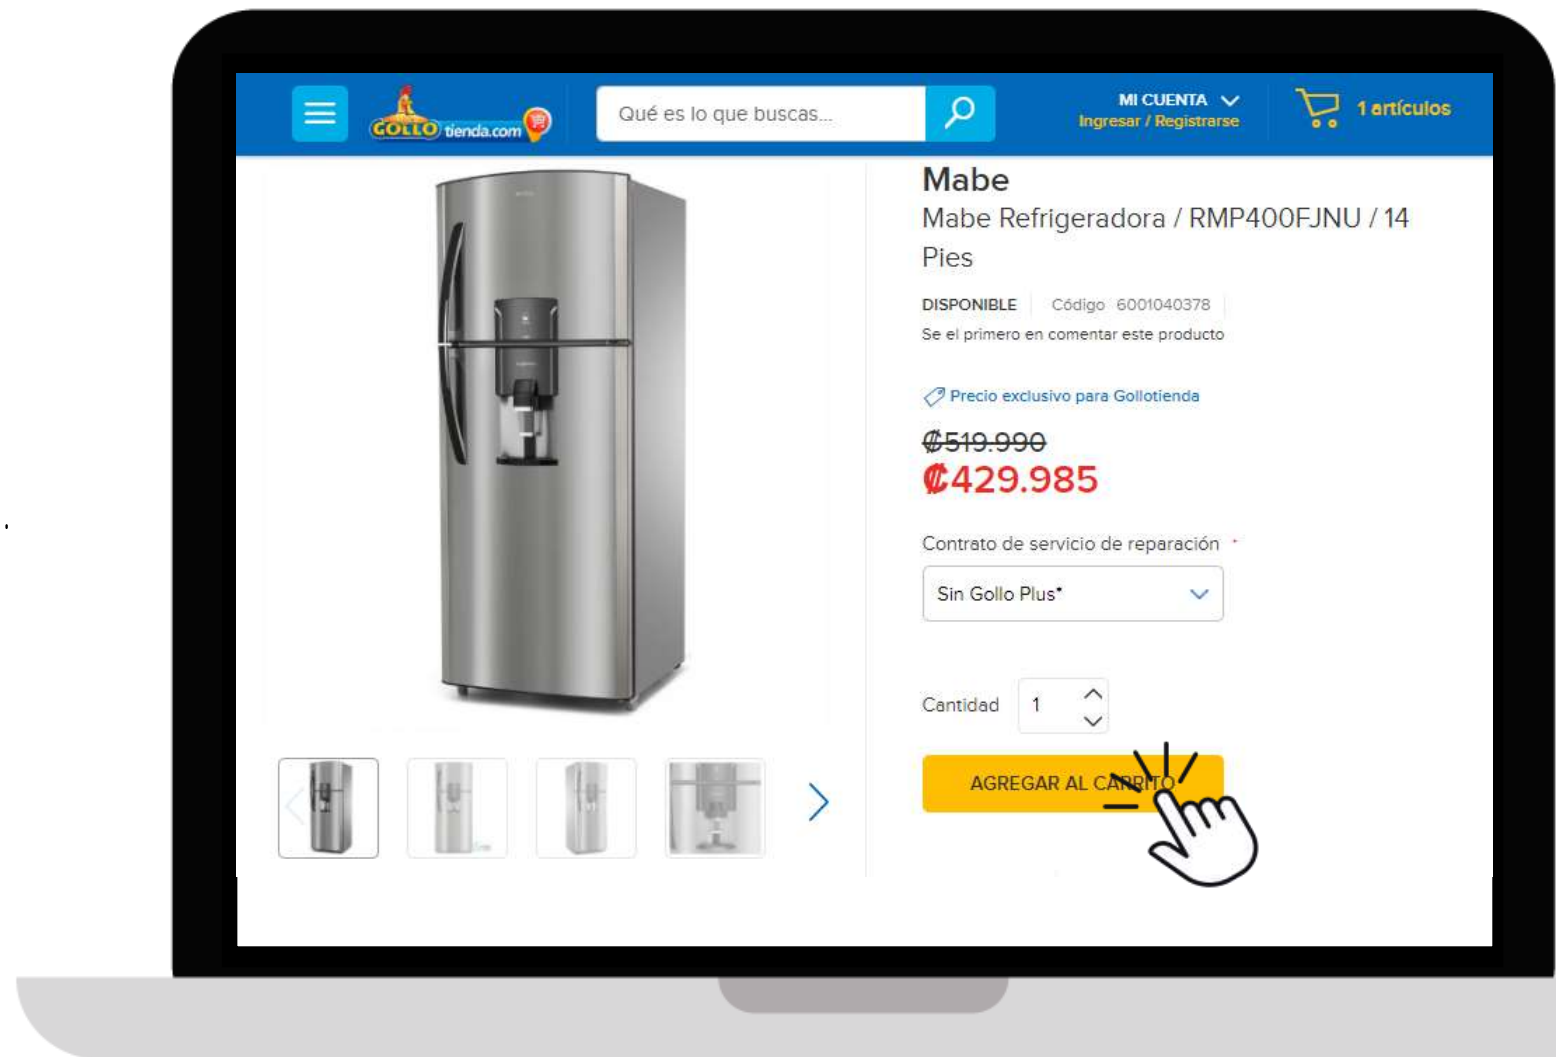 GOLLO tienda.com
Qué es lo que buscas...
MI CUENTA
Ingresar / Registrarse
1 artículos
Mabe
Mabe Refrigeradora / RMP400FJNU / 14
Pies
DISPONIBLE Código 6001040378
Se el primero en comentar este producto
Precio exclusivo para Gollotienda
₡519.990
₡429.985
Contrato de servicio de reparación *
Sin Gollo Plus*
Cantidad 1
AGREGAR AL CARRITO
.